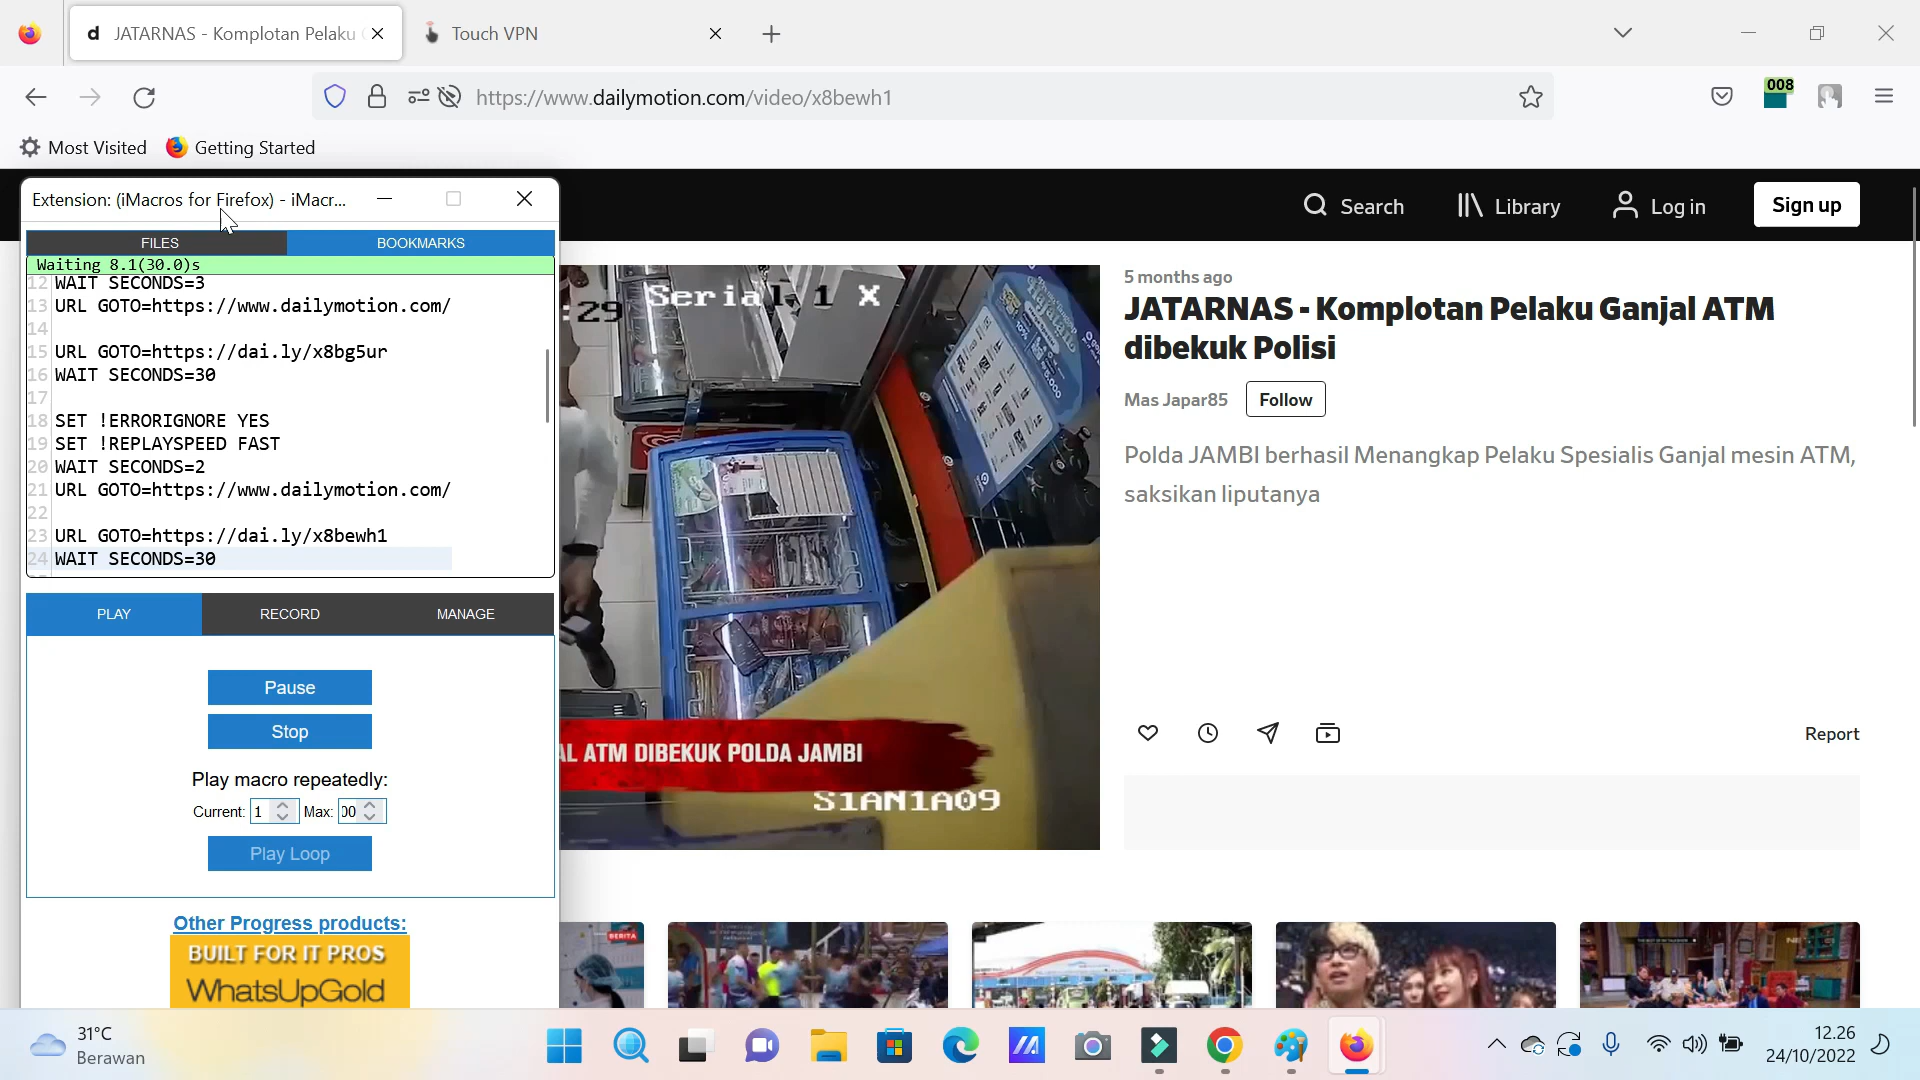 JATARNAS - Komplotan Pelaku
Touch VPN
https://www.dailymotion.com/video/x8bewh1
008
Most Visited
Getting Started
Extension: (iMacros for Firefox) - iMacr...
FILES
BOOKMARKS
Waiting 8.1(30.0)s
12 WAIT SECONDS=3
13 URL GOTO=https://www.dailymotion.com/
14
15 URL GOTO=https://dai.ly/x8bg5ur
16 WAIT SECONDS=30
17
18 SET !ERRORIGNORE YES
19 SET !REPLAYSPEED FAST
20 WAIT SECONDS=2
21 URL GOTO=https://www.dailymotion.com/
22
23 URL GOTO=https://dai.ly/x8bewh1
24 WAIT SECONDS=30
PLAY
RECORD
MANAGE
Pause
Stop
Play macro repeatedly:
Current: 1 Max: 00
Play Loop
Other Progress products:
BUILT FOR IT PROS
WhatsUpGold
Search
Library
Log in
Sign up
:29
Serial 1 X
AL ATM DIBEKUK POLDA JAMBI
S1AN1A09
5 months ago
JATARNAS - Komplotan Pelaku Ganjal ATM
dibekuk Polisi
Mas Japar85
Follow
Polda JAMBI berhasil Menangkap Pelaku Spesialis Ganjal mesin ATM,
saksikan liputanya
Report
BERITA
31°C
Berawan
12.26
24/10/2022